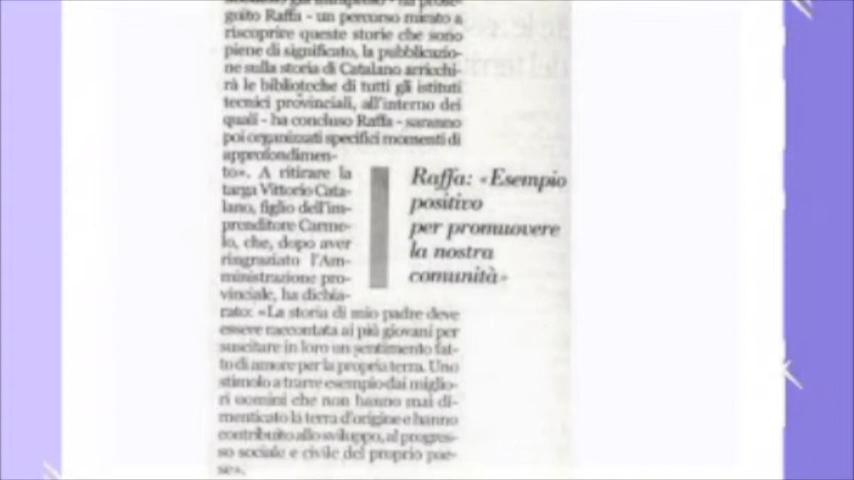 guito Raffa - un percorso mirato a
riscoprire queste storie che sono
piene di significato, la pubblicazio-
ne sulla storia di Catalano arricchi-
rà le biblioteche di tutti gli istituti
tecnici provinciali, all'interno dei
quali - ha concluso Raffa - saranno
poi organizzati specifici momenti di
approfondimen-
to». A ritirare la
targa Vittorio Cata-
lano, figlio dell'im-
prenditore Carme-
lo, che, dopo aver
ringraziato l'Am-
ministrazione pro-
vinciale, ha dichia-
rato: «La storia di mio padre deve
essere raccontata ai più giovani per
suscitare in loro un sentimento fat-
to di amore per la propria terra. Uno
stimolo a trarre esempio dai miglio-
ri uomini che non hanno mai di-
menticato la terra d'origine e hanno
contribuito allo sviluppo, al progres-
so sociale e civile del proprio pae-
se».
Raffa: «Esempio
positivo
per promuovere
la nostra
comunità»